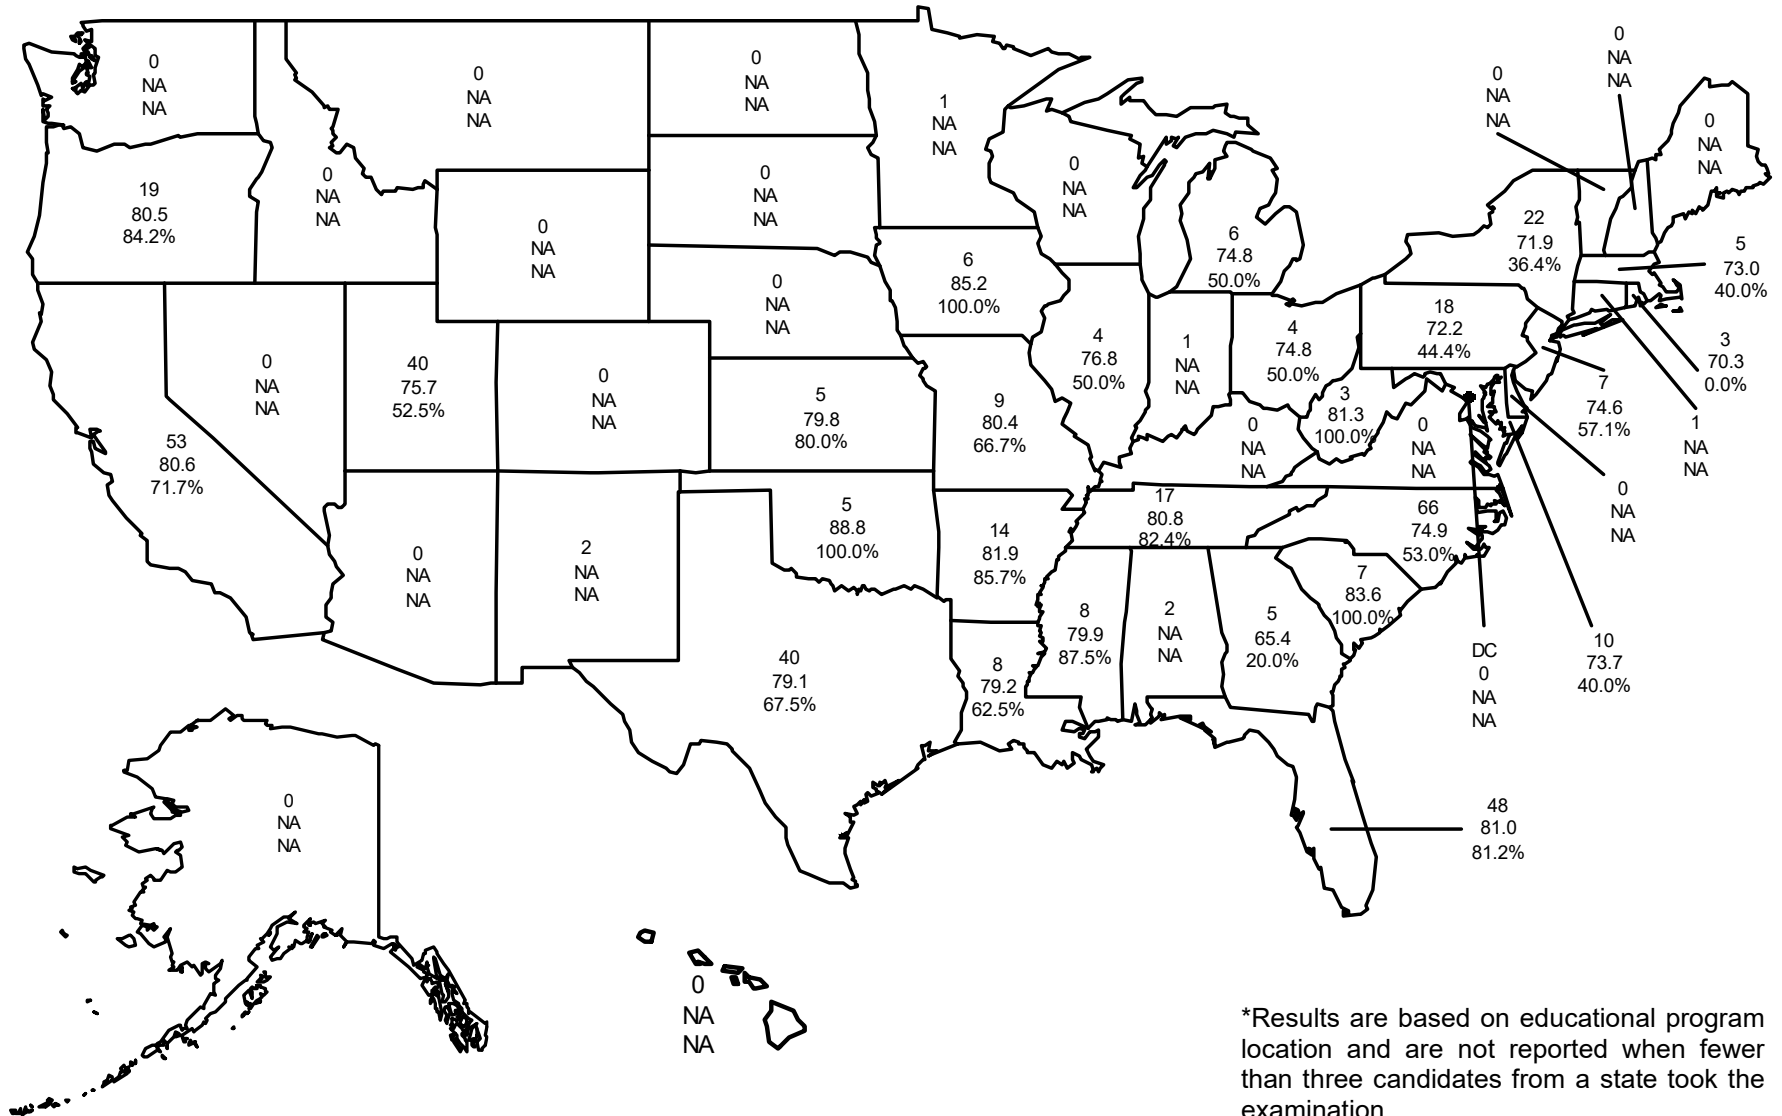 0
NA
NA
0
NA
NA
0
NA
NA
1
NA
NA
0
NA
NA
0
NA
NA
0
NA
NA
0
NA
NA
19
80.5
84.2%
0
NA
NA
0
NA
NA
0
NA
NA
0
NA
NA
6
85.2
100.0%
6
74.8
50.0%
22
71.9
36.4%
5
73.0
40.0%
53
80.6
71.7%
0
NA
NA
40
75.7
52.5%
0
NA
NA
5
79.8
80.0%
9
80.4
66.7%
4
76.8
50.0%
1
NA
NA
4
74.8
50.0%
18
72.2
44.4%
3
70.3
0.0%
7
74.6
57.1%
1
NA
NA
3
81.3
100.0%
0
NA
NA
0
NA
NA
0
NA
NA
0
NA
NA
2
NA
NA
5
88.8
100.0%
14
81.9
85.7%
17
80.8
82.4%
66
74.9
53.0%
7
83.6
100.0%
8
79.9
87.5%
2
NA
NA
5
65.4
20.0%
DC
0
NA
NA
10
73.7
40.0%
40
79.1
67.5%
8
79.2
62.5%
48
81.0
81.2%
0
NA
NA
0
NA
NA
*Results are based on educational program
location and are not reported when fewer
than three candidates from a state took the
examination